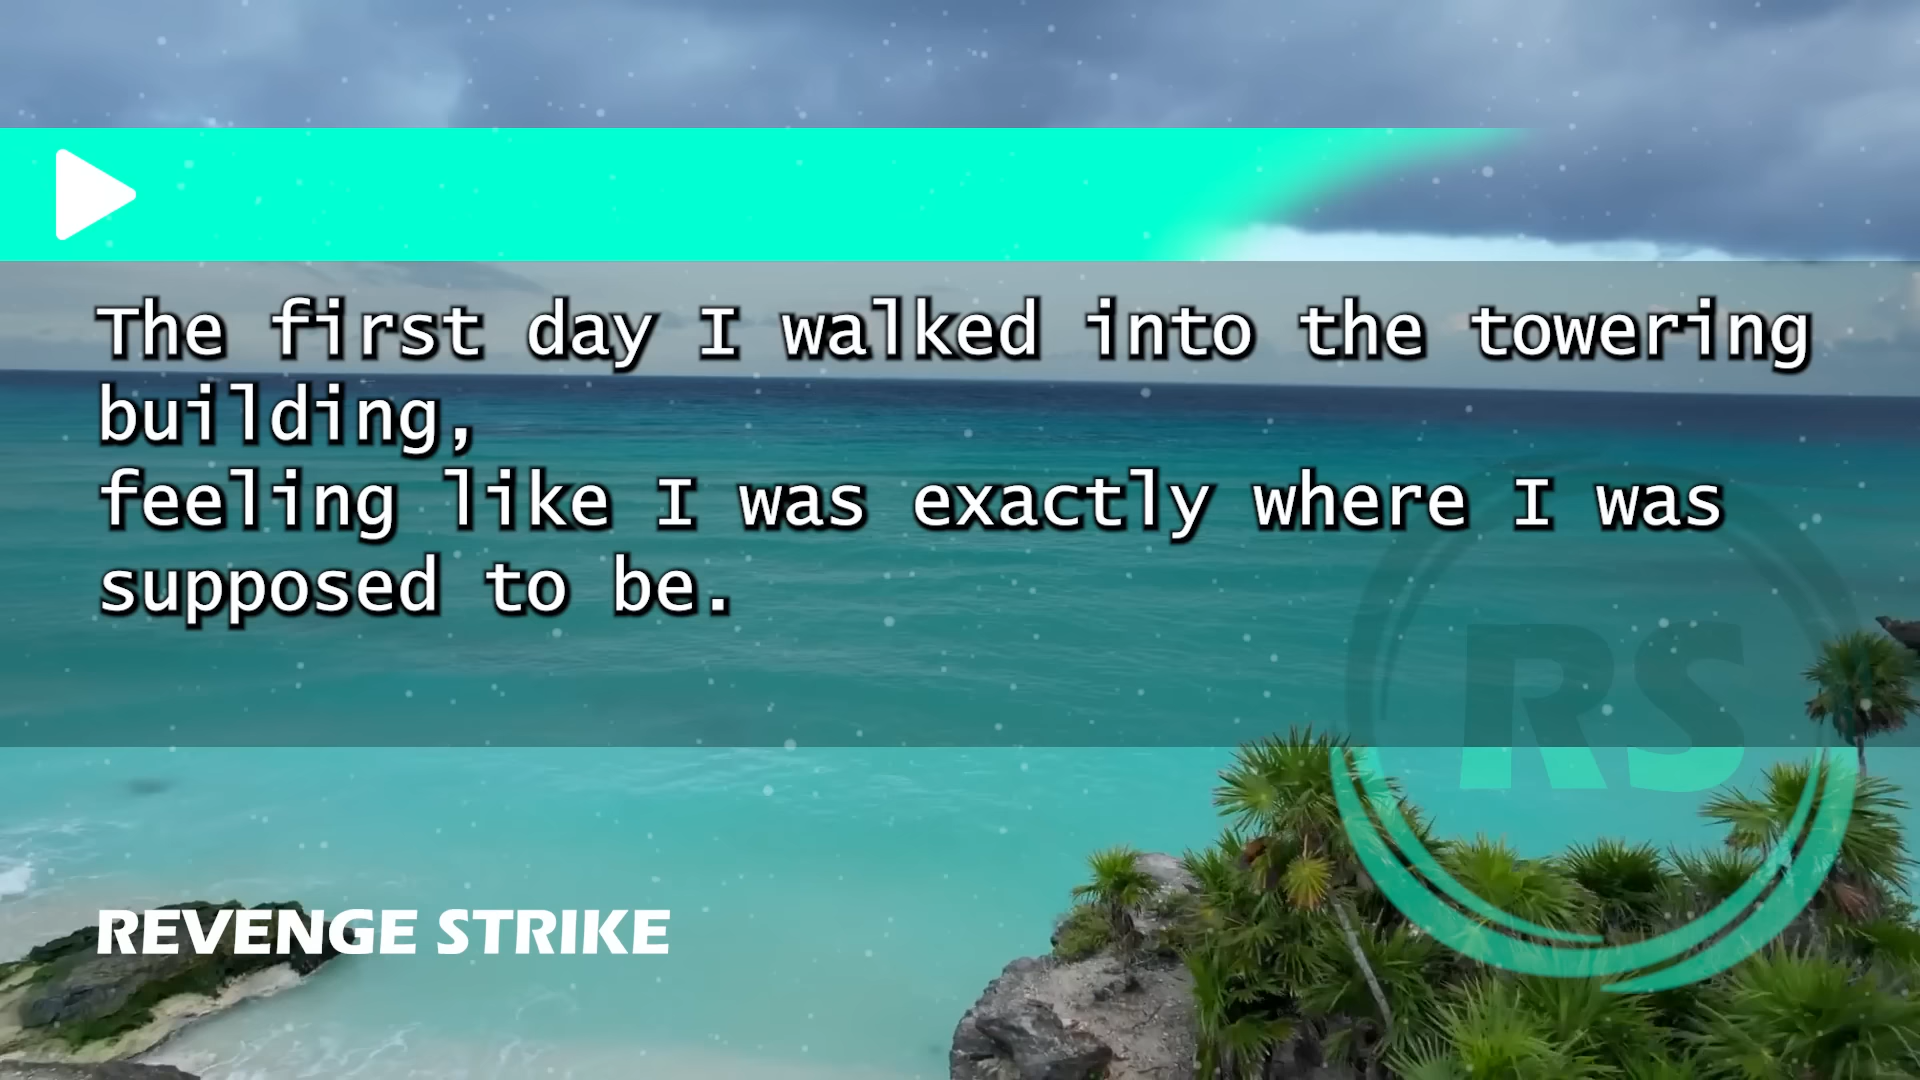 The first day I walked into the towering
building,
feeling like I was exactly where I was
supposed to be.
RS
REVENGE STRIKE